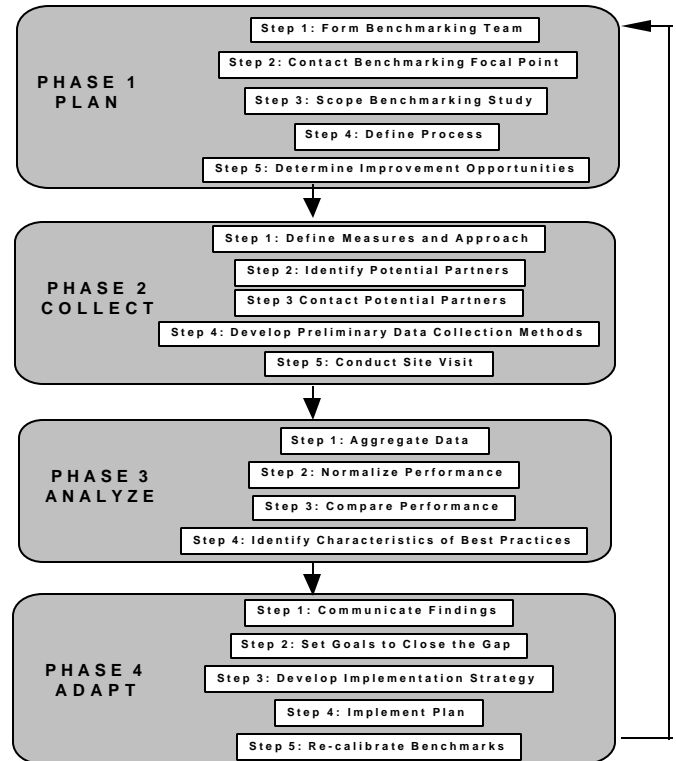 PHASE 1
PLAN
Step 1: Form Benchmarking Team
Step 2: Contact Benchmarking Focal Point
Step 3: Scope Benchmarking Study
Step 4: Define Process
Step 5: Determine Improvement Opportunities
PHASE 2
COLLECT
Step 1: Define Measures and Approach
Step 2: Identify Potential Partners
Step 3 Contact Potential Partners
Step 4: Develop Preliminary Data Collection Methods
Step 5: Conduct Site Visit
PHASE 3
ANALYZE
Step 1: Aggregate Data
Step 2: Normalize Performance
Step 3: Compare Performance
Step 4: Identify Characteristics of Best Practices
PHASE 4
ADAPT
Step 1: Communicate Findings
Step 2: Set Goals to Close the Gap
Step 3: Develop Implementation Strategy
Step 4: Implement Plan
Step 5: Re-calibrate Benchmarks